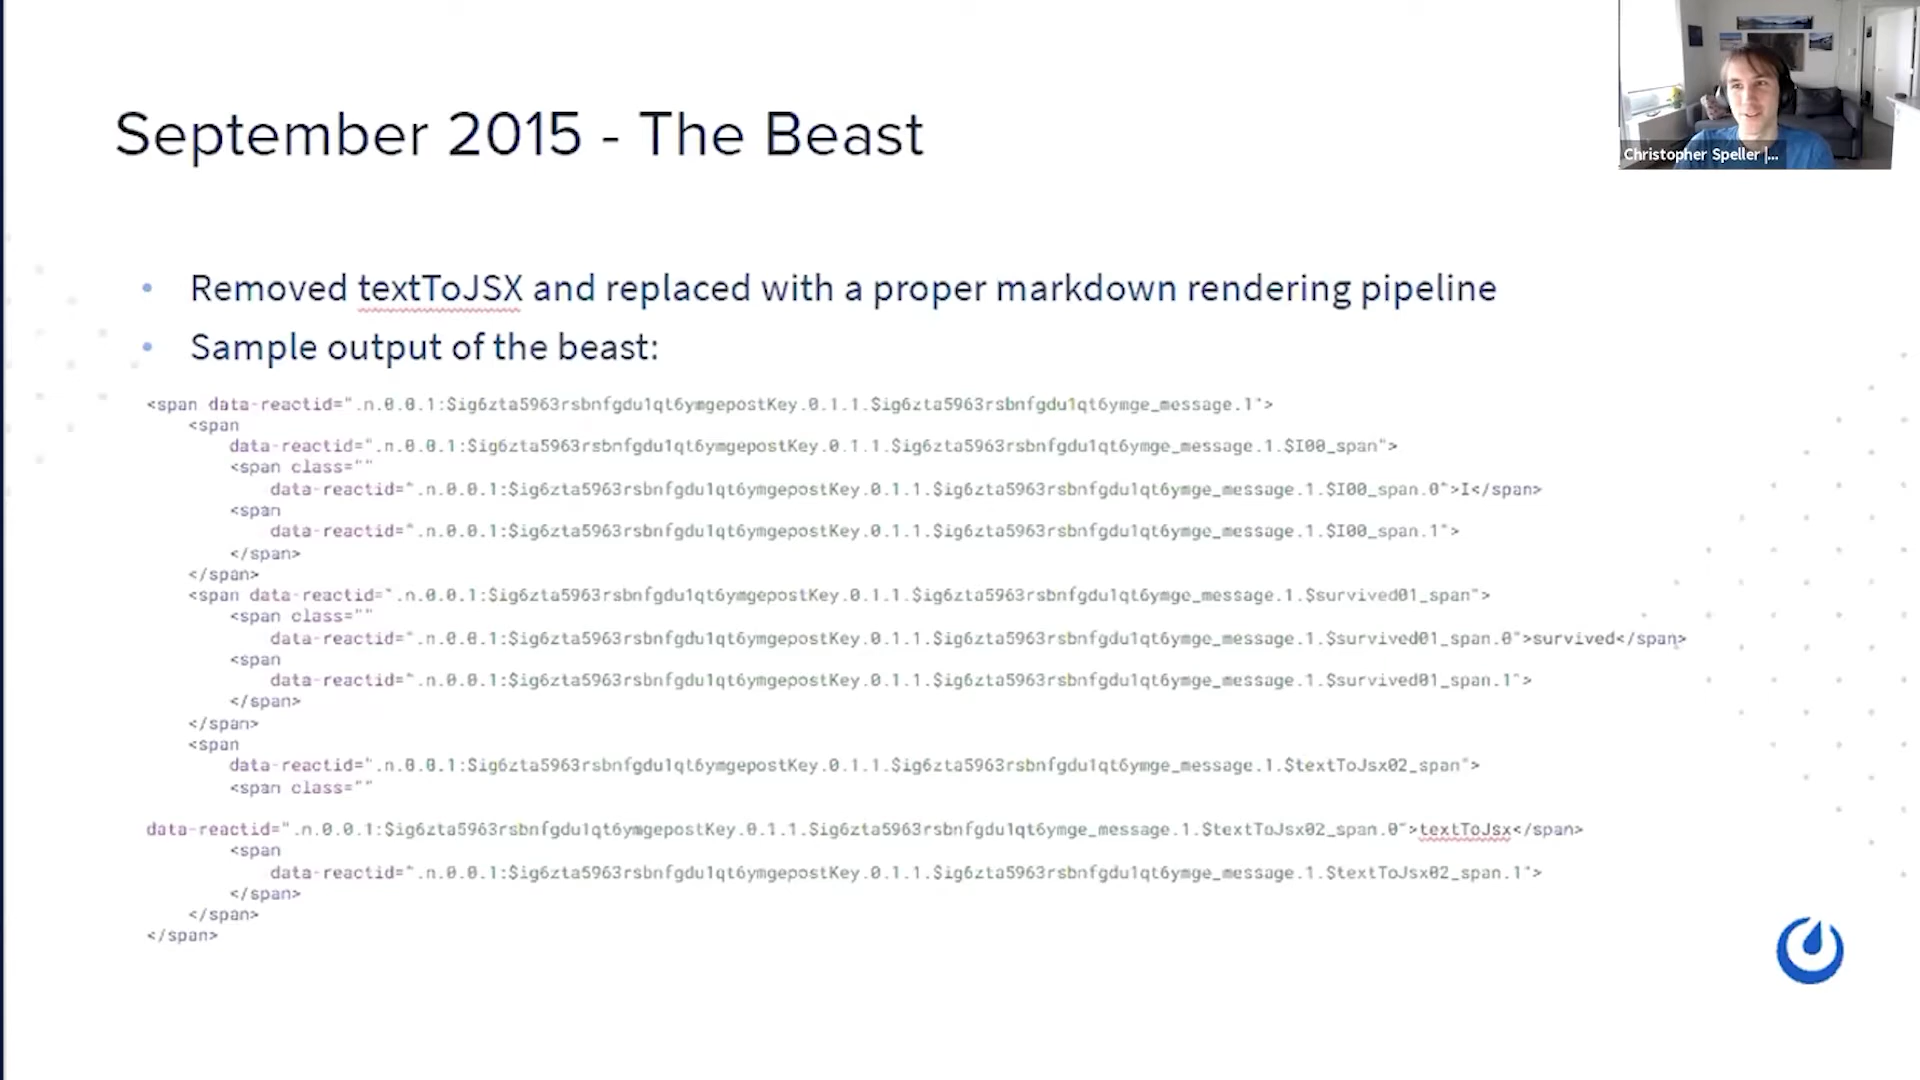 September 2015 - The Beast
Christopher Speller |...
Removed textToJSX and replaced with a proper markdown rendering pipeline
Sample output of the beast:
<span data-reactid=".n.0.0.1:$ig6zta5963rsbnfgdu1qt6ymgepostKey.0.1.1.$ig6zta5963rsbnfgdu1qt6ymge_message.1">
<span
data-reactid=".n.0.0.1:$ig6zta5963rsbnfgdu1qt6ymgepostKey.0.1.1.$ig6zta5963rsbnfgdu1qt6ymge_message.1.$I00_span">
<span class=""
data-reactid=".n.0.0.1:$ig6zta5963rsbnfgdu1qt6ymgepostKey.0.1.1.$ig6zta5963rsbnfgdu1qt6ymge_message.1.$I00_span.0">I</span>
<span
data-reactid=".n.0.0.1:$ig6zta5963rsbnfgdu1qt6ymgepostKey.0.1.1.$ig6zta5963rsbnfgdu1qt6ymge_message.1.$I00_span.1">
</span>
</span>
<span data-reactid=".n.0.0.1:$ig6zta5963rsbnfgdu1qt6ymgepostKey.0.1.1.$ig6zta5963rsbnfgdu1qt6ymge_message.1.$survived01_span">
<span class=""
data-reactid=".n.0.0.1:$ig6zta5963rsbnfgdu1qt6ymgepostKey.0.1.1.$ig6zta5963rsbnfgdu1qt6ymge_message.1.$survived01_span.0">survived</span>
<span
data-reactid=".n.0.0.1:$ig6zta5963rsbnfgdu1qt6ymgepostKey.0.1.1.$ig6zta5963rsbnfgdu1qt6ymge_message.1.$survived01_span.1">
</span>
</span>
<span
data-reactid=".n.0.0.1:$ig6zta5963rsbnfgdu1qt6ymgepostKey.0.1.1.$ig6zta5963rsbnfgdu1qt6ymge_message.1.$textToJsx02_span">
<span class=""
data-reactid=".n.0.0.1:$ig6zta5963rsbnfgdu1qt6ymgepostKey.0.1.1.$ig6zta5963rsbnfgdu1qt6ymge_message.1.$textToJsx02_span.0">textToJsx</span>
<span
data-reactid=".n.0.0.1:$ig6zta5963rsbnfgdu1qt6ymgepostKey.0.1.1.$ig6zta5963rsbnfgdu1qt6ymge_message.1.$textToJsx02_span.1">
</span>
</span>
</span>